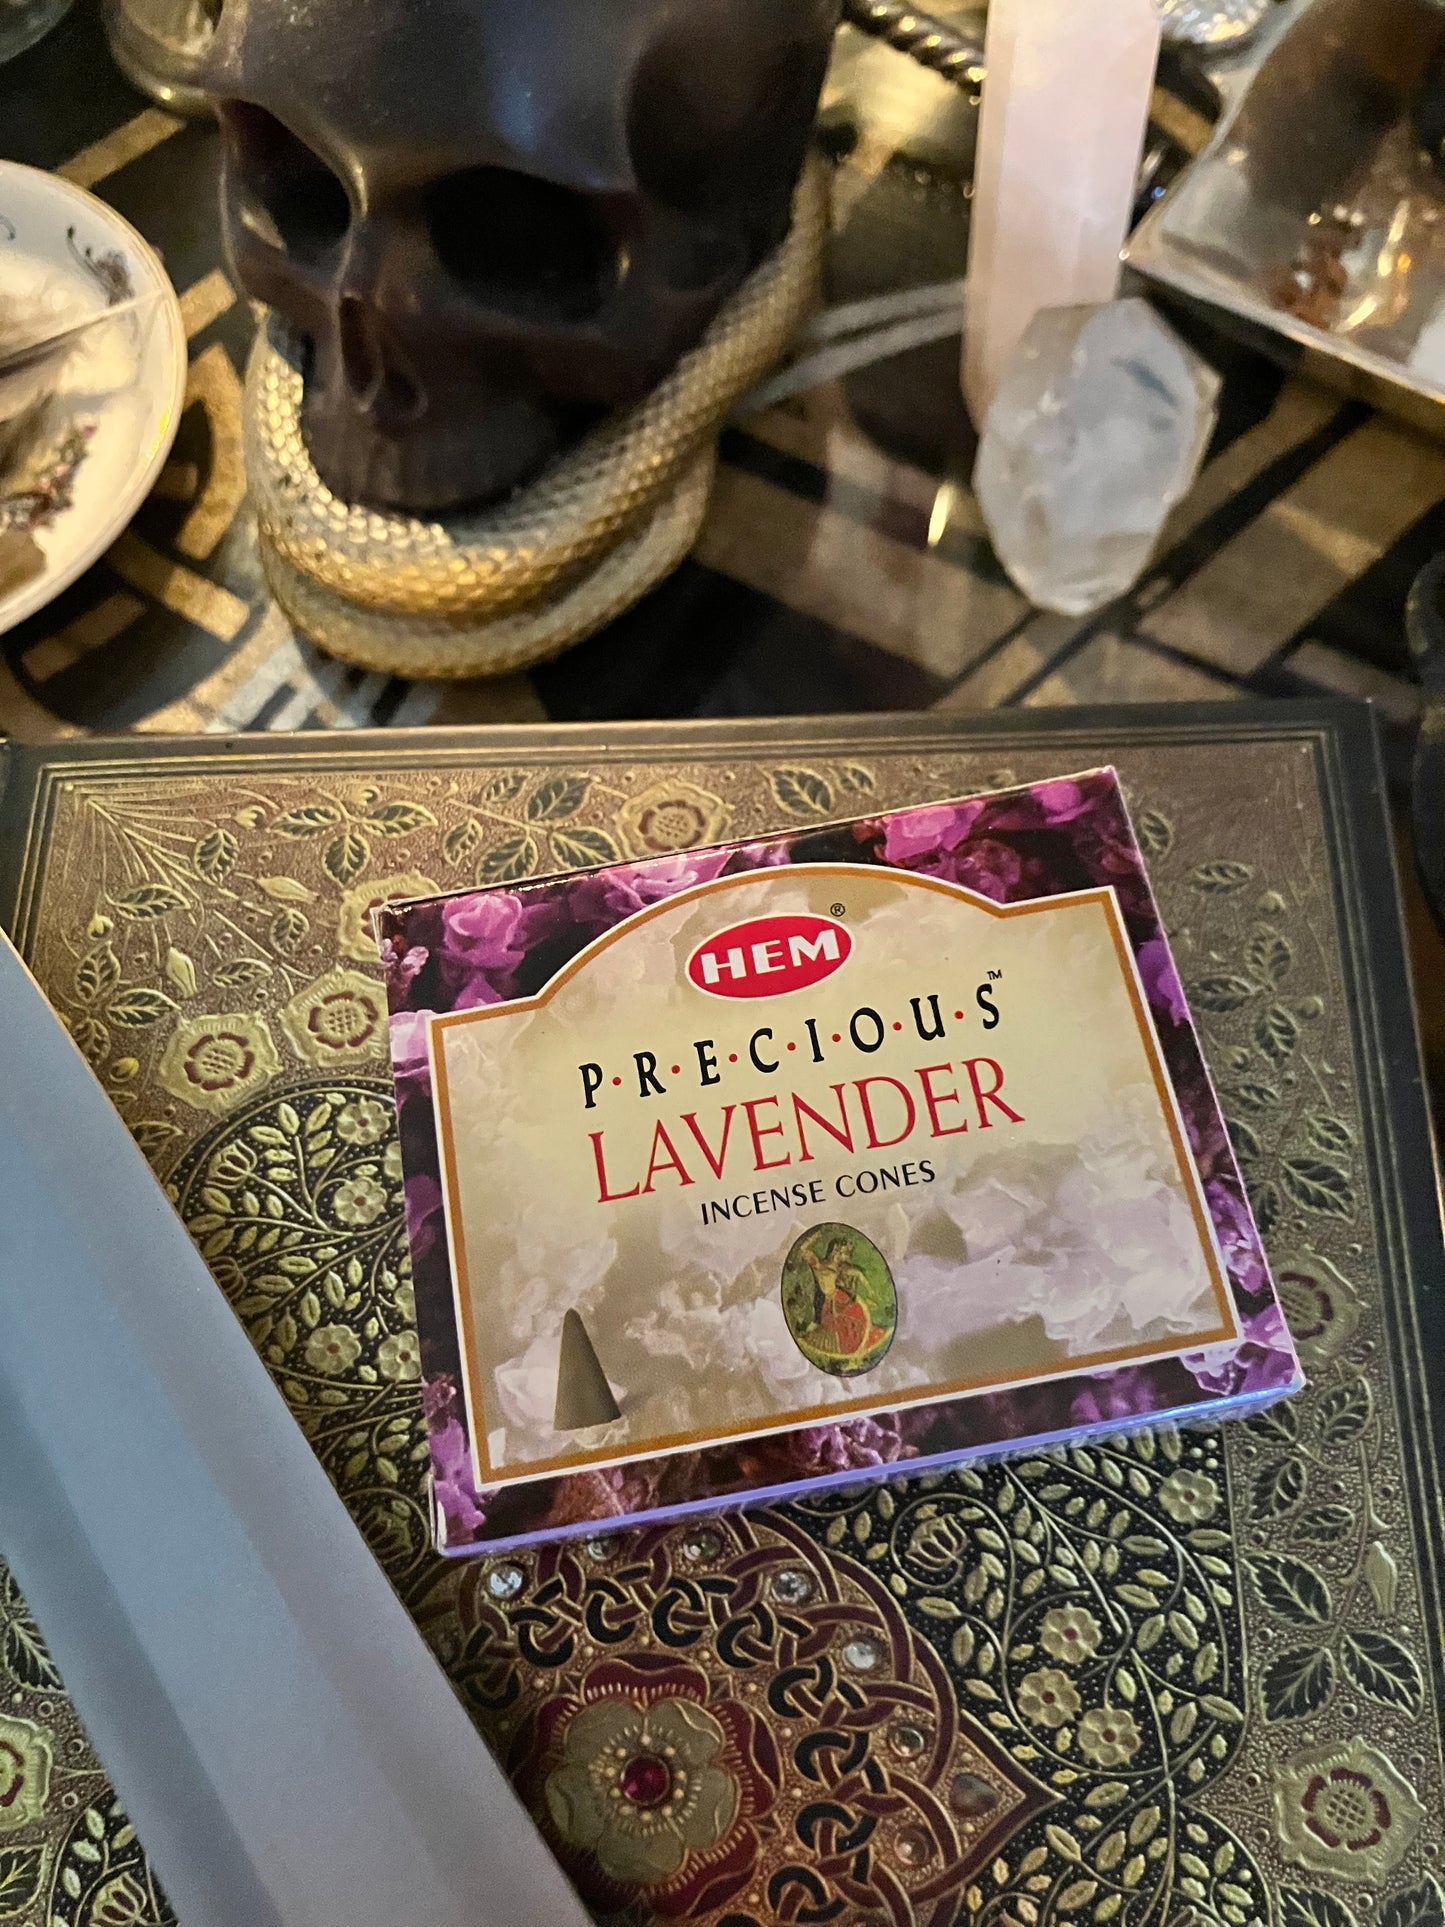 HEM®
P·R·E·C·I·O·U·S™
LAVENDER
INCENSE CONES